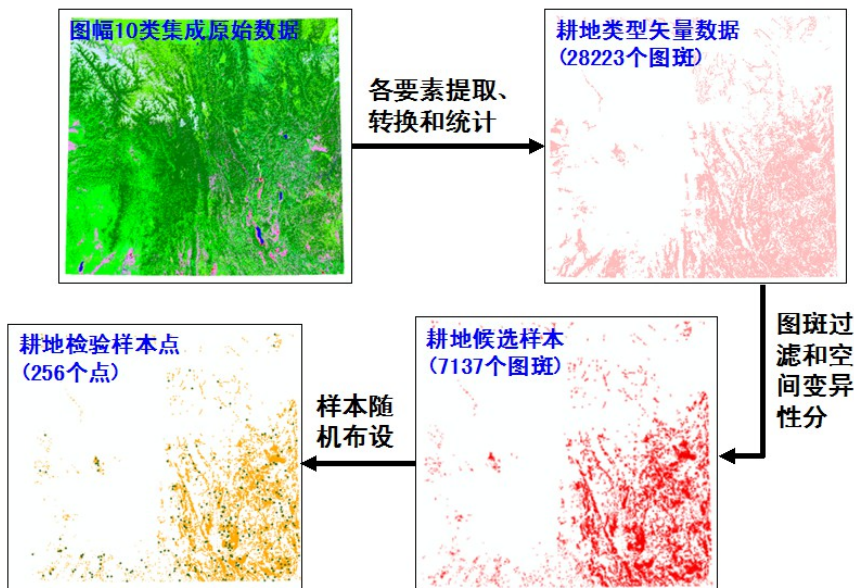 图幅10类集成原始数据
各要素提取、
转换和统计
耕地类型矢量数据
(28223个图斑)
图斑过
滤和空
间变异
性分
耕地候选样本
(7137个图斑)
样本随
机布设
耕地检验样本点
(256个点)